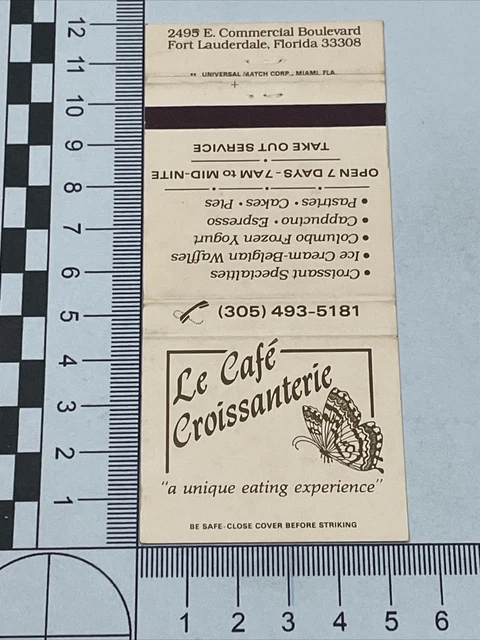 2495 E. Commercial Boulevard
Fort Lauderdale, Florida 33308
UNIVERSAL MATCH CORP., MIAMI, FLA.
TAKE OUT SERVICE
OPEN 7 DAYS - 7AM to MID-NITE
• Pastries • Cakes • Pies
• Cappucino • Espresso
• Columbo Frozen Yogurt
• Ice Cream-Belgian Waffles
• Croissant Specialties
(305) 493-5181
Le Café
Croissanterie
"a unique eating experience"
BE SAFE-CLOSE COVER BEFORE STRIKING
12
11
10
9
8
7
6
5
4
3
2
1
1 2 3 4 5 6